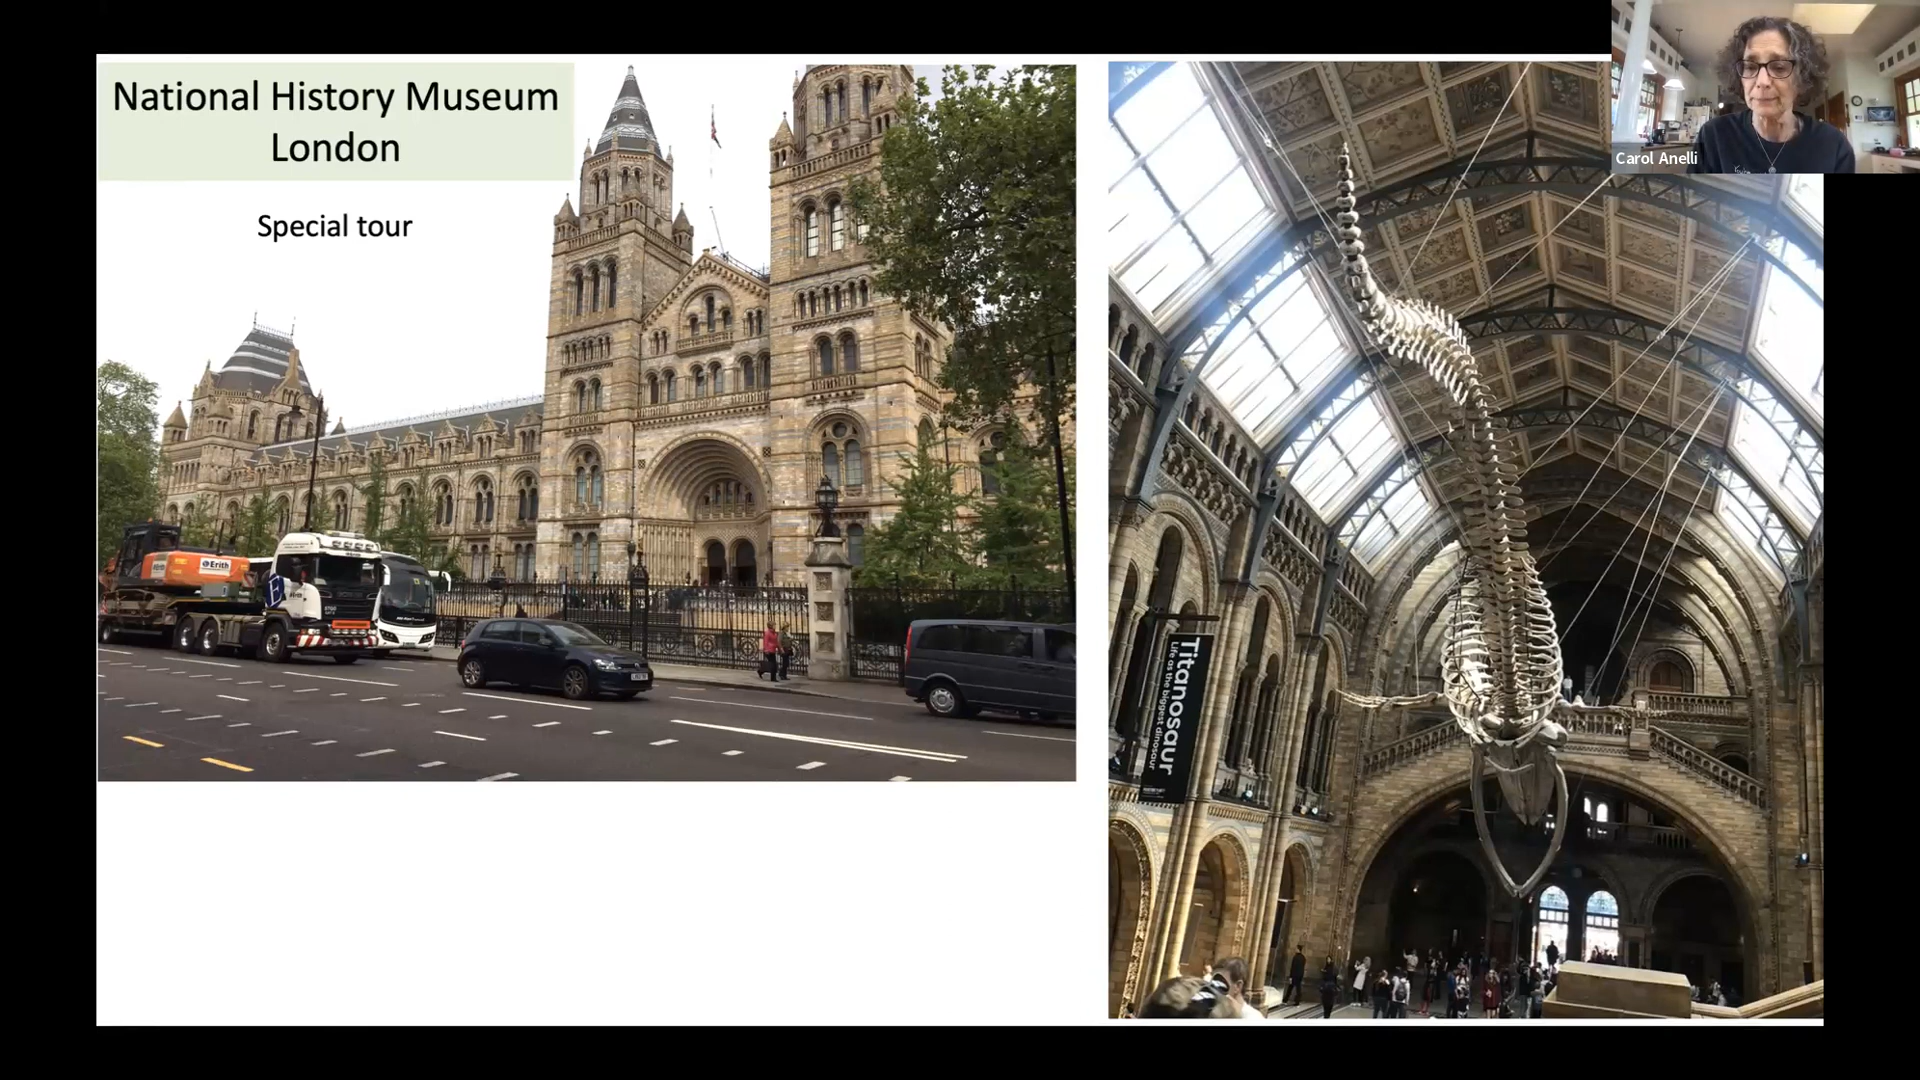 National History Museum
London
Special tour
Carol Anelli
Erith
Titanosaur
Life as the biggest dinosaur